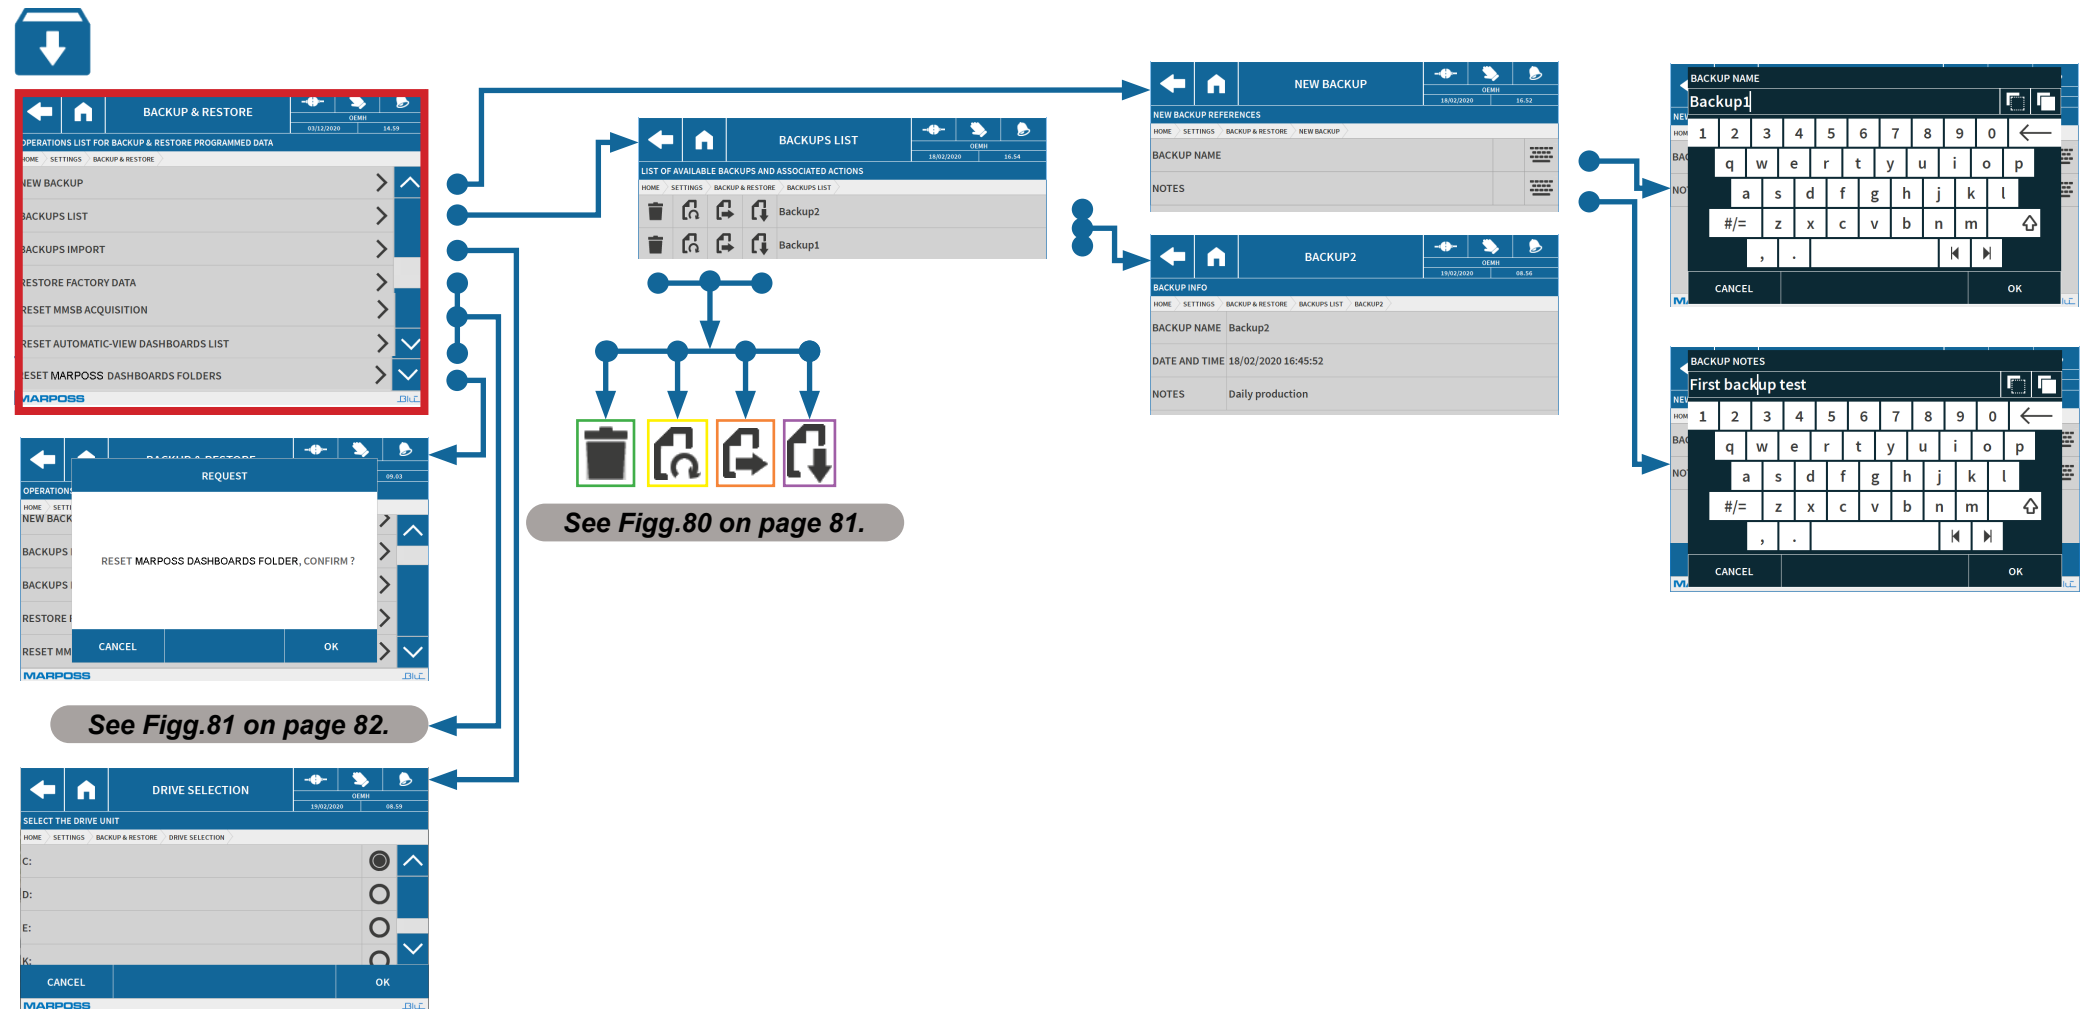 BACKUP & RESTORE
OEMH
03/12/2020 14.59
OPERATIONS LIST FOR BACKUP & RESTORE PROGRAMMED DATA
HOME SETTINGS BACKUP & RESTORE
NEW BACKUP
BACKUPS LIST
BACKUPS IMPORT
RESTORE FACTORY DATA
RESET MMSB ACQUISITION
RESET AUTOMATIC-VIEW DASHBOARDS LIST
RESET MARPOSS DASHBOARDS FOLDERS
MARPOSS
BACKUPS LIST
OEMH
18/02/2020 16.54
LIST OF AVAILABLE BACKUPS AND ASSOCIATED ACTIONS
HOME SETTINGS BACKUP & RESTORE BACKUPS LIST
Backup2
Backup1
See Figg.80 on page 81.
NEW BACKUP
OEMH
18/02/2020 16.52
NEW BACKUP REFERENCES
HOME SETTINGS BACKUP & RESTORE NEW BACKUP
BACKUP NAME
NOTES
BACKUP2
OEMH
19/02/2020 08.56
BACKUP INFO
HOME SETTINGS BACKUP & RESTORE BACKUPS LIST BACKUP2
BACKUP NAME Backup2
DATE AND TIME 18/02/2020 16:45:52
NOTES Daily production
BACKUP NAME
Backup1
1 2 3 4 5 6 7 8 9 0
q w e r t y u i o p
a s d f g h j k l
#/= z x c v b n m
, .
CANCEL OK
BACKUP NOTES
First backup test
1 2 3 4 5 6 7 8 9 0
q w e r t y u i o p
a s d f g h j k l
#/= z x c v b n m
, .
CANCEL OK
BACKUP & RESTORE
09.03
REQUEST
OPERATIONS
HOME SETTI
NEW BACK
BACKUPS
RESET MARPOSS DASHBOARDS FOLDER, CONFIRM ?
BACKUPS
RESTORE
RESET MM
CANCEL OK
MARPOSS
See Figg.81 on page 82.
DRIVE SELECTION
OEMH
19/02/2020 08.59
SELECT THE DRIVE UNIT
HOME SETTINGS BACKUP & RESTORE DRIVE SELECTION
C:
D:
E:
K:
CANCEL OK
MARPOSS